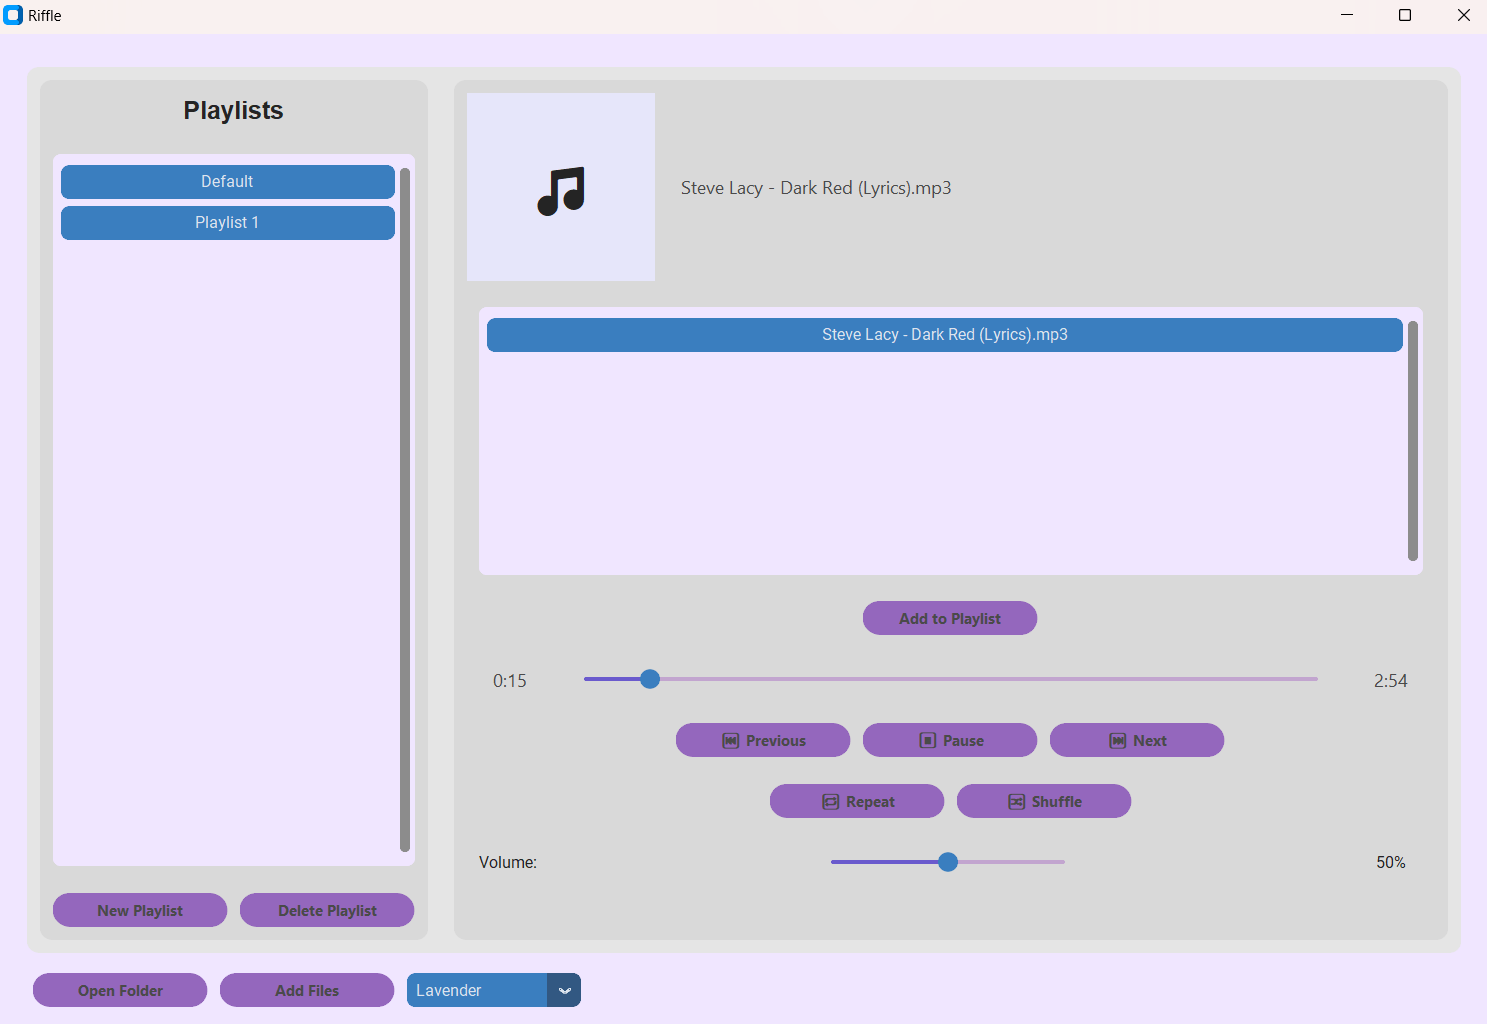 Riffle
Playlists
Default
Playlist 1
New Playlist
Delete Playlist
Steve Lacy - Dark Red (Lyrics).mp3
Steve Lacy - Dark Red (Lyrics).mp3
Add to Playlist
0:15
2:54
Previous
Pause
Next
Repeat
Shuffle
Volume:
50%
Open Folder
Add Files
Lavender